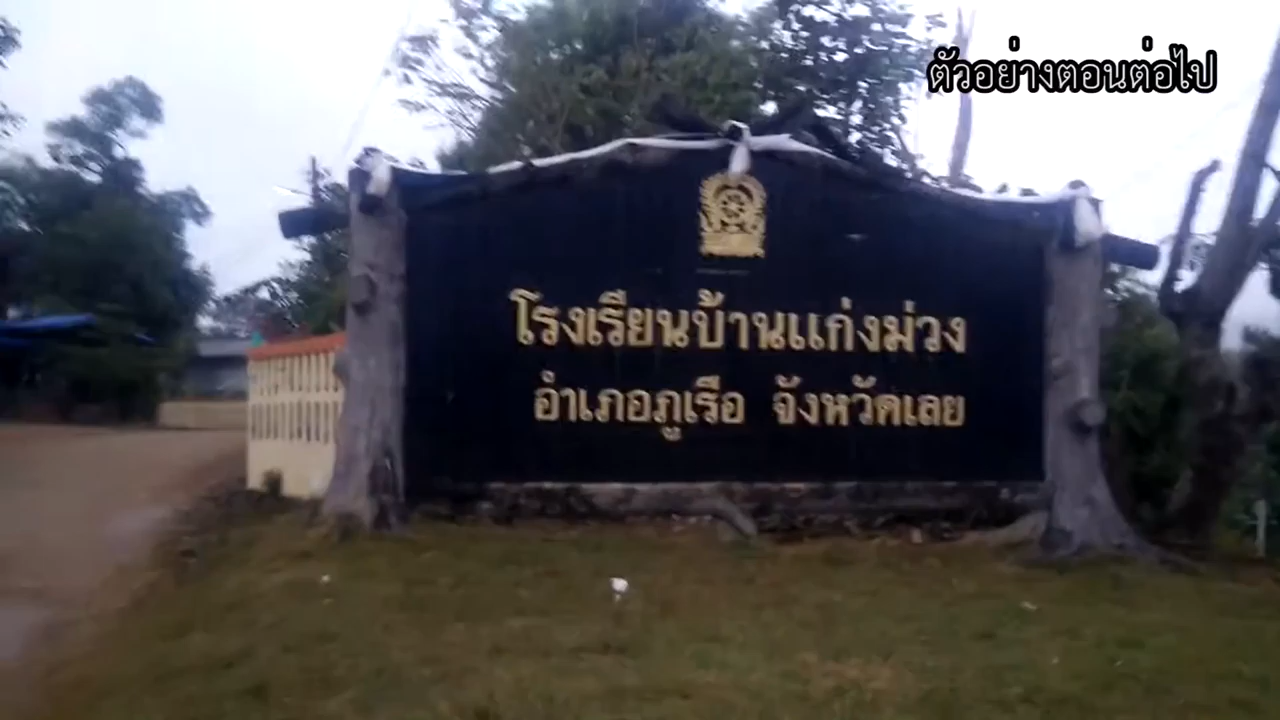 ตัวอย่างตอนต่อไป
โรงเรียนบ้านแก่งม่วง
อำเภอภูเรือ จังหวัดเลย